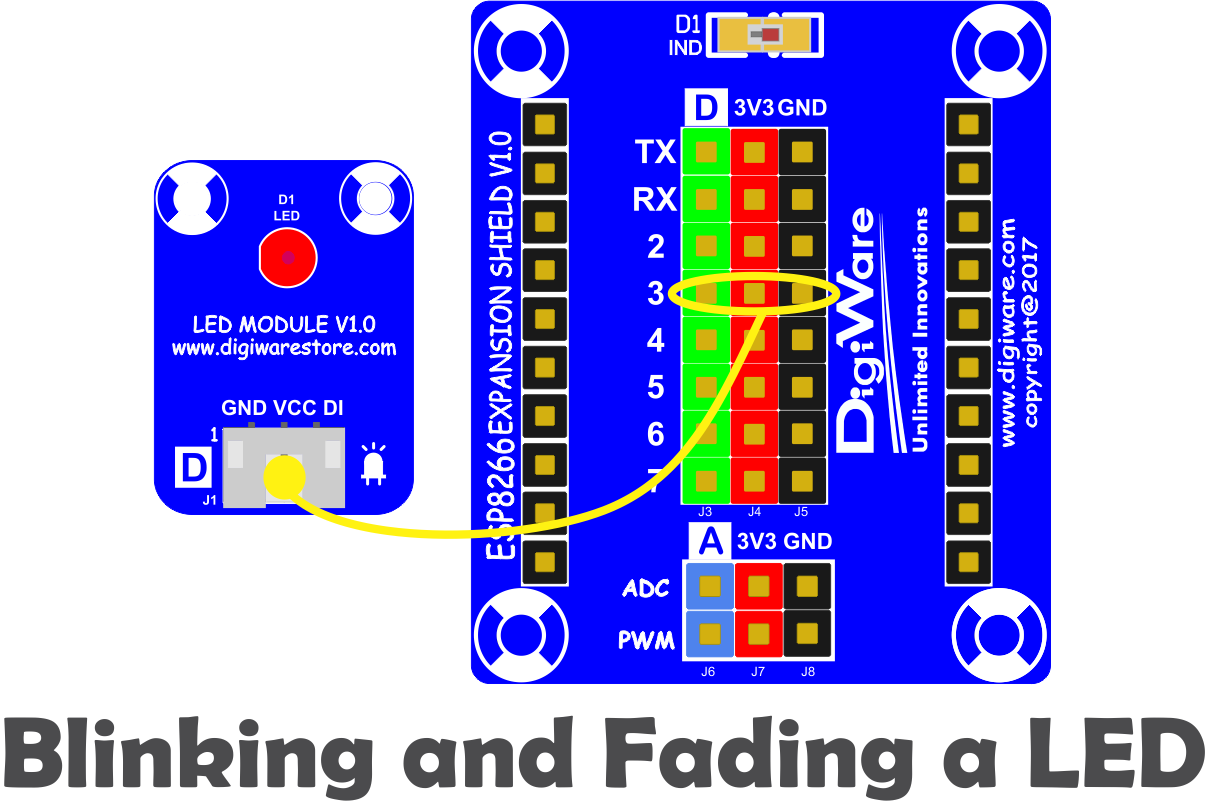 D1
LED
LED MODULE V1.0
www.digiwarestore.com
GND VCC DI
1
D
J1
D1
IND
D 3V3 GND
TX
RX
2
3
4
5
6
7
J3 J4 J5
A 3V3 GND
ADC
PWM
J6 J7 J8
ESP8266 EXPANSION SHIELD V1.0
DigiWare
Unlimited Innovations
www.digiware.com
copyright@2017
Blinking and Fading a LED